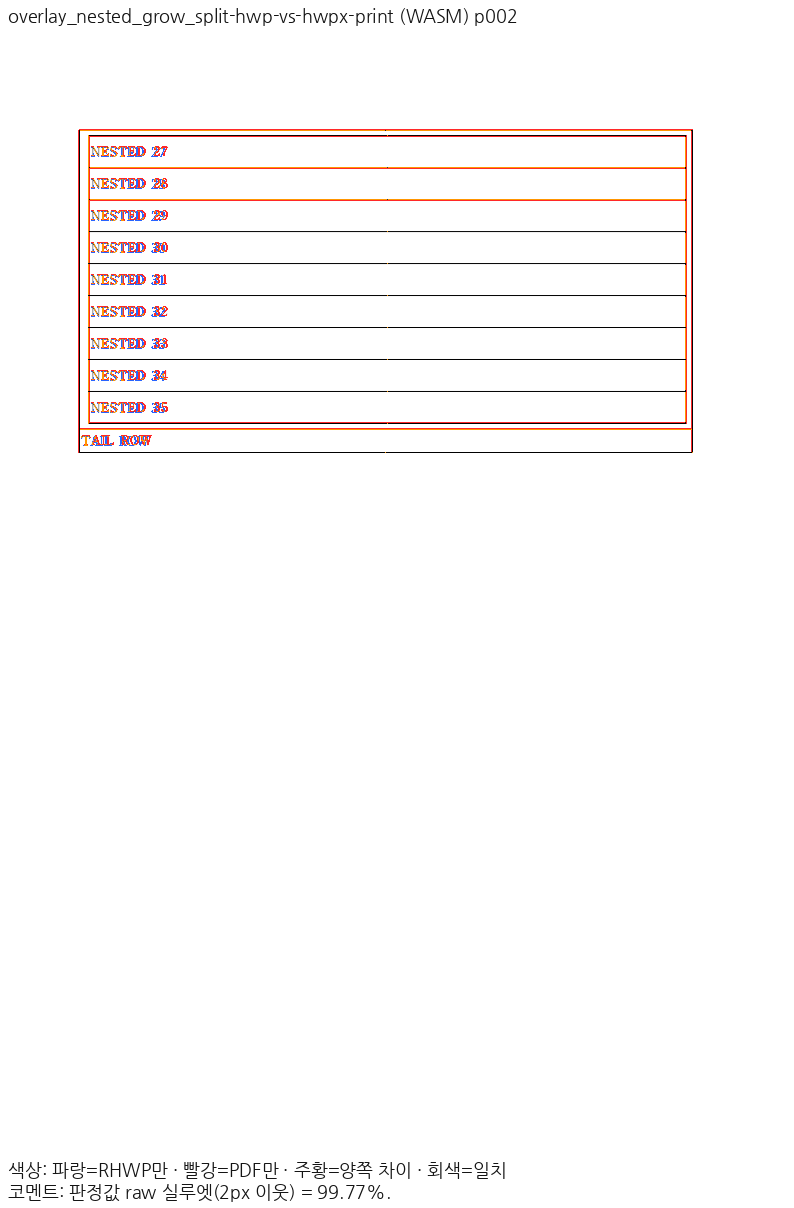 overlay_nested_grow_split-hwp-vs-hwpx-print (WASM) p002
NESTED 27
NESTED 28
NESTED 29
NESTED 30
NESTED 31
NESTED 32
NESTED 33
NESTED 34
NESTED 35
TAIL ROW
색상: 파랑=RHWP만 · 빨강=PDF만 · 주황=양쪽 차이 · 회색=일치
코멘트: 판정값 raw 실루엣(2px 이웃) = 99.77%.